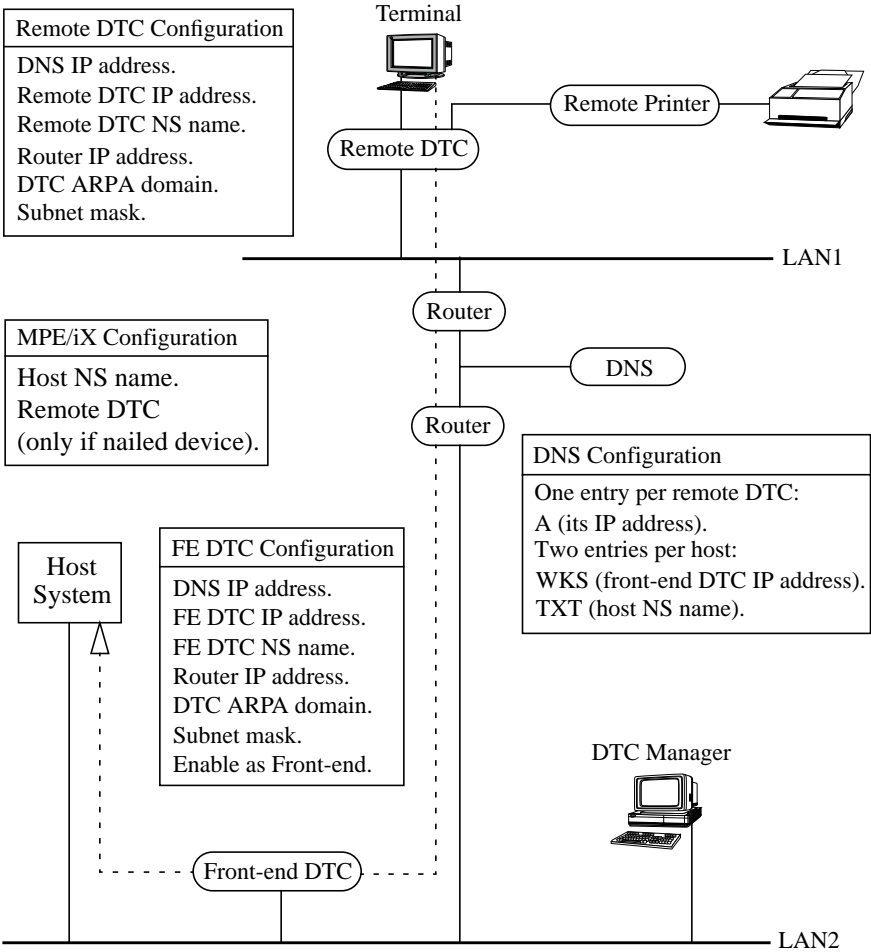 Terminal
Remote DTC Configuration
DNS IP address.
Remote DTC IP address.
Remote DTC NS name.
Router IP address.
DTC ARPA domain.
Subnet mask.
Remote Printer
Remote DTC
LAN1
Router
MPE/iX Configuration
Host NS name.
Remote DTC
(only if nailed device).
DNS
Router
DNS Configuration
One entry per remote DTC:
A (its IP address).
Two entries per host:
WKS (front-end DTC IP address).
TXT (host NS name).
Host
System
FE DTC Configuration
DNS IP address.
FE DTC IP address.
FE DTC NS name.
Router IP address.
DTC ARPA domain.
Subnet mask.
Enable as Front-end.
DTC Manager
Front-end DTC
LAN2